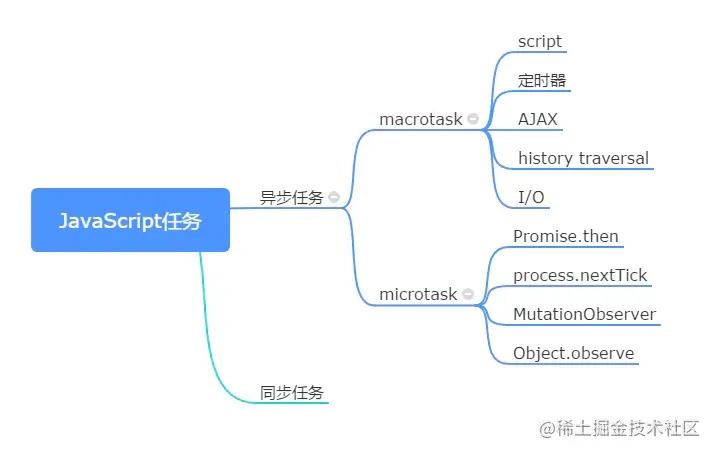 JavaScript任务
异步任务
macrotask
script
定时器
AJAX
history traversal
I/O
microtask
Promise.then
process.nextTick
MutationObserver
Object.observe
同步任务
@稀土掘金技术社区